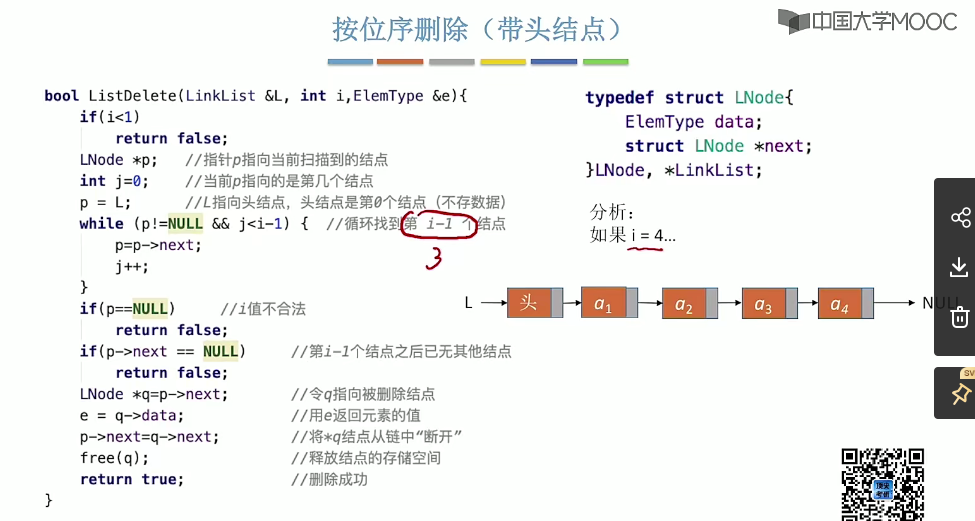 按位序删除（带头结点）
中国大学MOOC
bool ListDelete(LinkList &L, int i,ElemType &e){
if(i<1)
return false;
LNode *p; //指针p指向当前扫描到的结点
int j=0; //当前p指向的是第几个结点
p = L; //L指向头结点，头结点是第0个结点（不存数据）
while (p!=NULL && j<i-1) { //循环找到第 i-1 个结点
3
p=p->next;
j++;
}
if(p==NULL) //i值不合法
return false;
if(p->next == NULL) //第i-1个结点之后已无其他结点
return false;
LNode *q=p->next; //令q指向被删除结点
e = q->data; //用e返回元素的值
p->next=q->next; //将*q结点从链中“断开”
free(q); //释放结点的存储空间
return true; //删除成功
}
typedef struct LNode{
ElemType data;
struct LNode *next;
}LNode, *LinkList;
分析：
如果 i = 4…
L 头 a1 a2 a3 a4 NULL